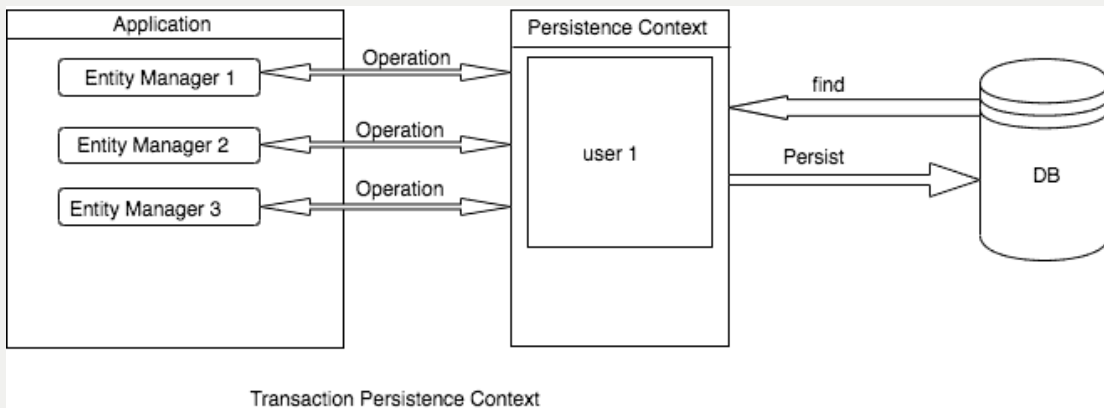 Application
Persistence Context
Entity Manager 1
Operation
Entity Manager 2
Operation
Entity Manager 3
Operation
user 1
find
Persist
DB
Transaction Persistence Context